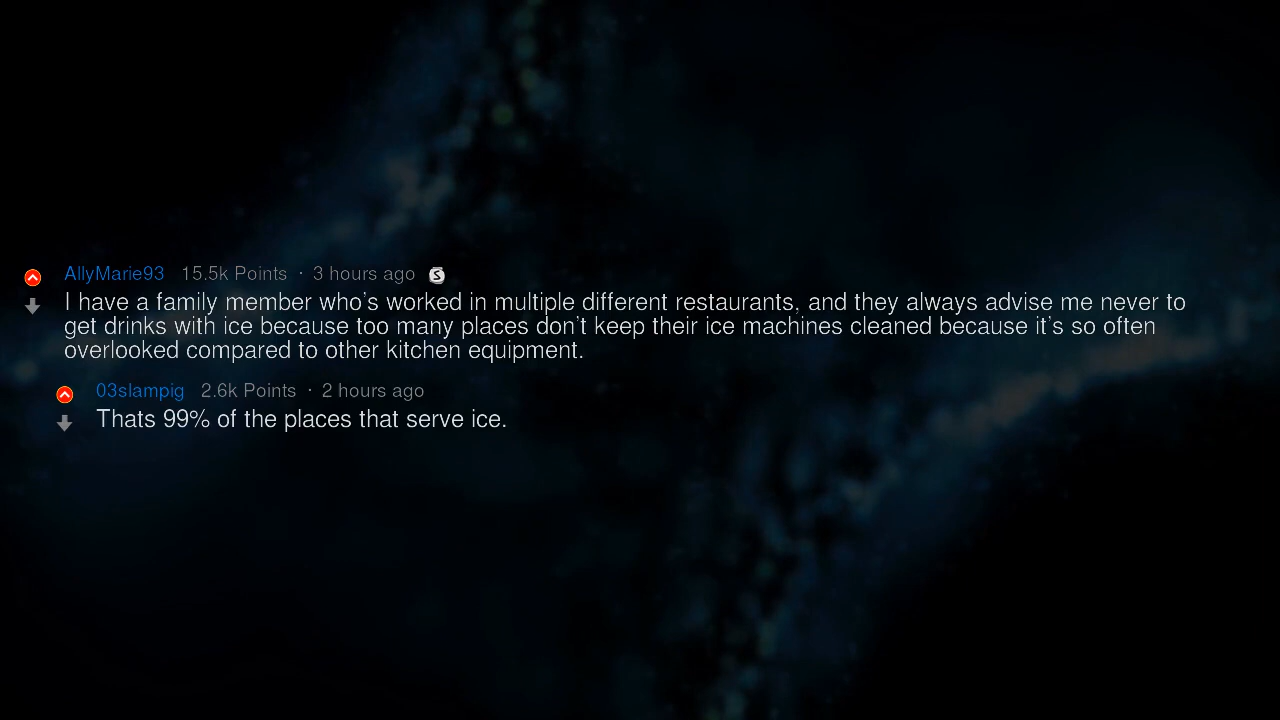 AllyMarie93 15.5k Points · 3 hours ago S
I have a family member who's worked in multiple different restaurants, and they always advise me never to
get drinks with ice because too many places don't keep their ice machines cleaned because it's so often
overlooked compared to other kitchen equipment.
03slampig 2.6k Points · 2 hours ago
Thats 99% of the places that serve ice.